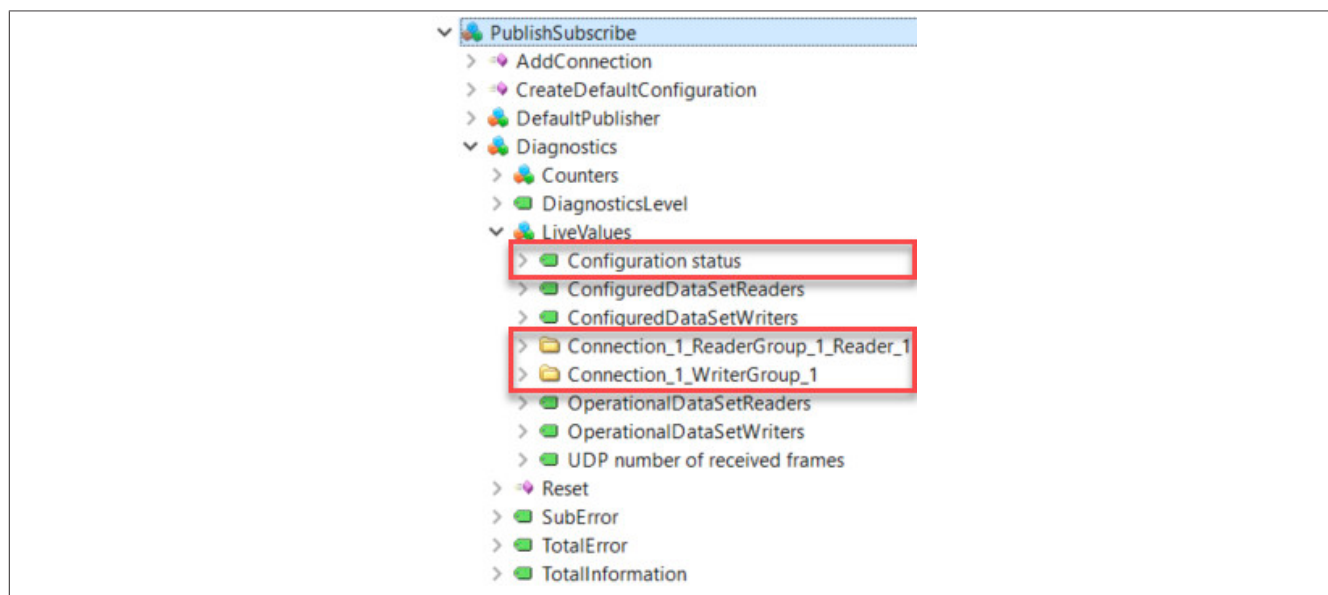 PublishSubscribe
AddConnection
CreateDefaultConfiguration
DefaultPublisher
Diagnostics
Counters
DiagnosticsLevel
LiveValues
Configuration status
ConfiguredDataSetReaders
ConfiguredDataSetWriters
Connection_1_ReaderGroup_1_Reader_1
Connection_1_WriterGroup_1
OperationalDataSetReaders
OperationalDataSetWriters
UDP number of received frames
Reset
SubError
TotalError
TotalInformation